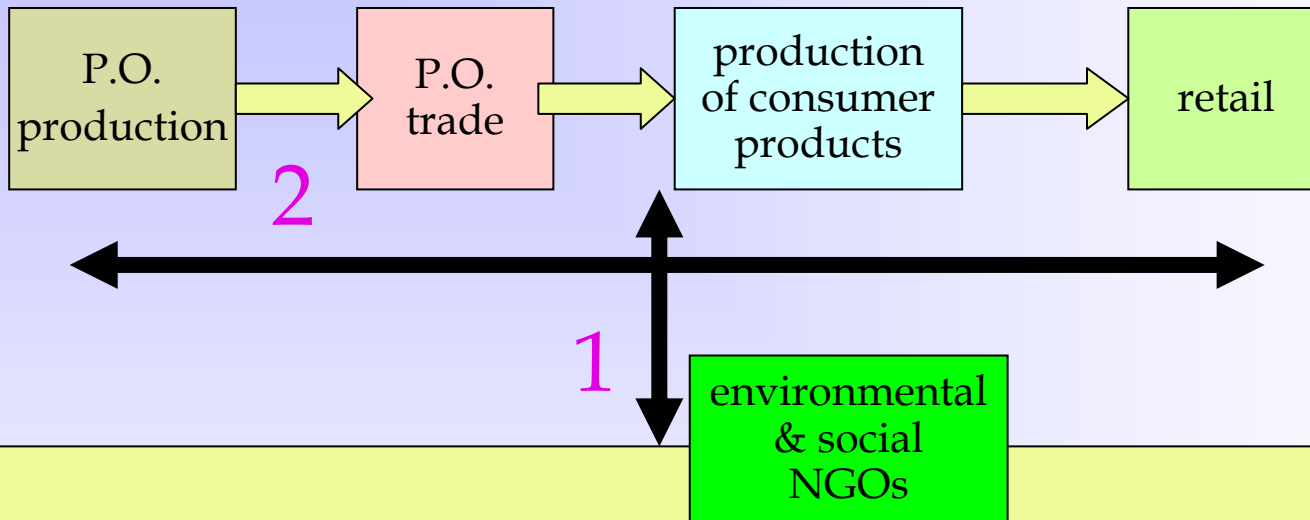 P.O.
production
P.O.
trade
production
of consumer
products
retail
2
1
environmental
& social
NGOs